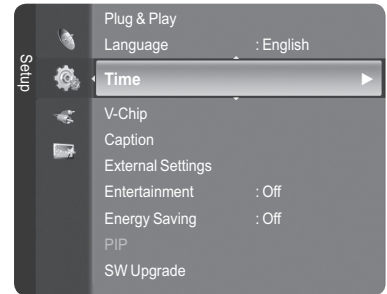 Setup
Plug & Play
Language : English
Time
V-Chip
Caption
External Settings
Entertainment : Off
Energy Saving : Off
PIP
SW Upgrade